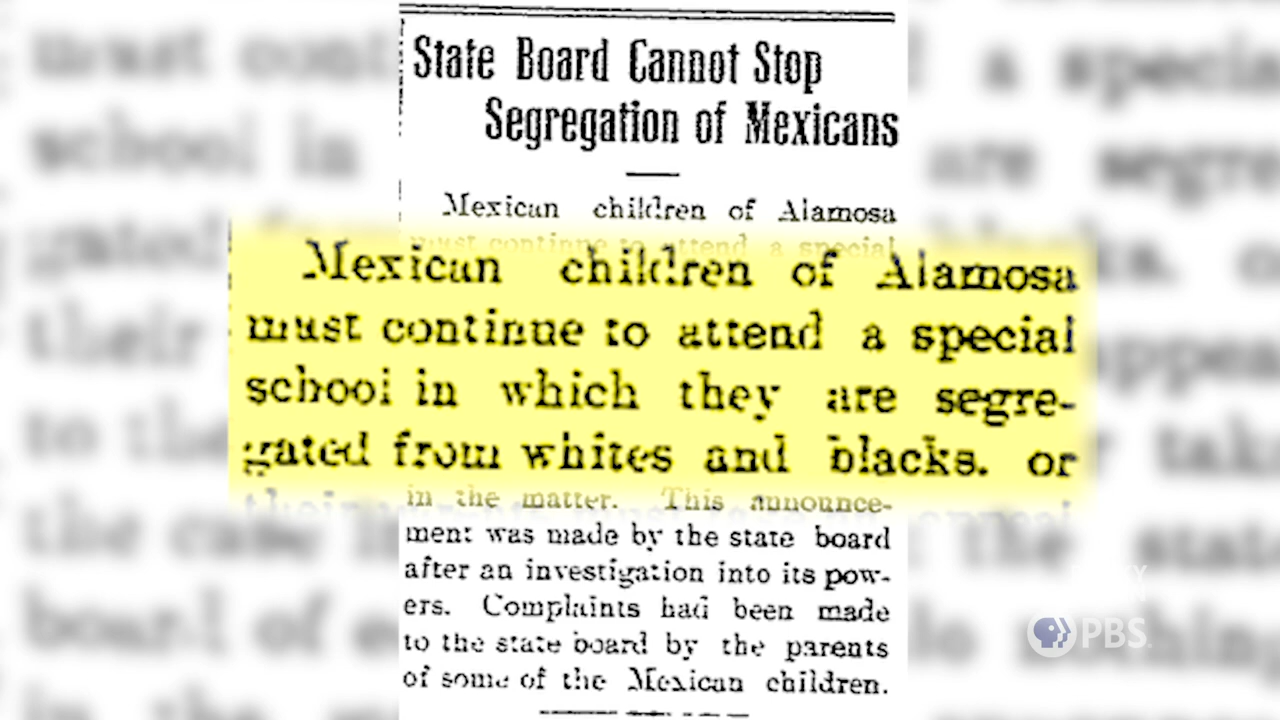 State Board Cannot Stop
Segregation of Mexicans
Mexican children of Alamosa
must continue to attend a special
Mexican children of Alamosa
must continue to attend a special
school in which they are segre-
gated from whites and blacks. or
in the matter. This announce-
ment was made by the state board
after an investigation into its pow-
ers. Complaints had been made
to the state board by the parents
of some of the Mexican children.
PBS